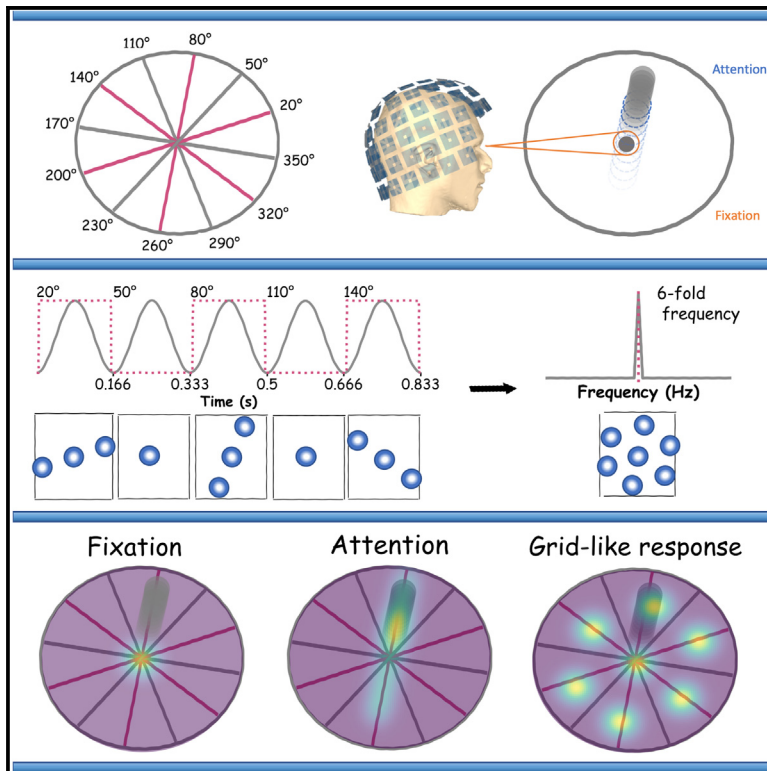 110°
80°
50°
140°
20°
170°
350°
200°
320°
230°
260°
290°
Attention
Fixation
20° 50° 80° 110° 140°
6-fold
frequency
0.166 0.333 0.5 0.666 0.833
Time (s)
Frequency (Hz)
Fixation Attention Grid-like response